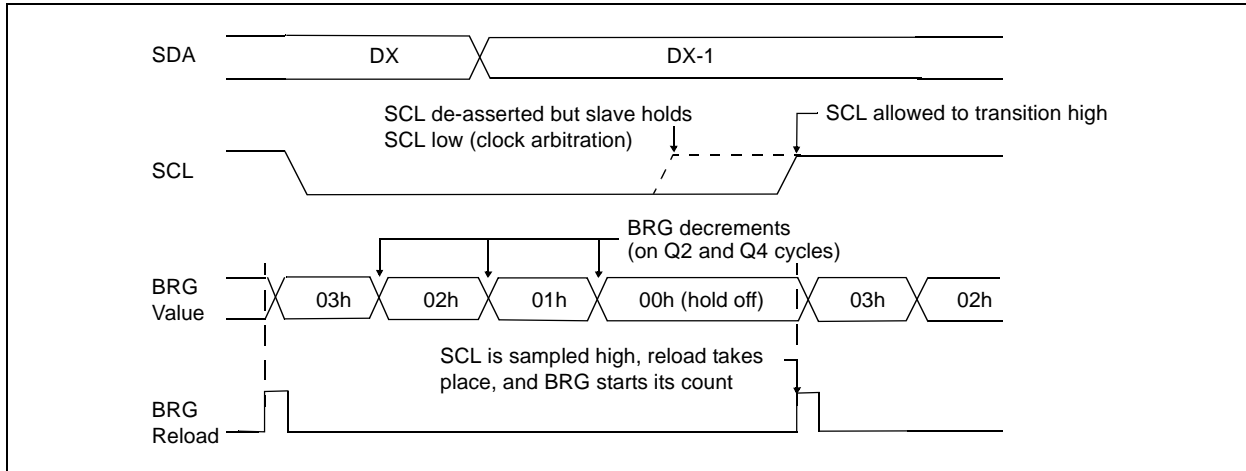 SDA
DX
DX-1
SCL de-asserted but slave holds
SCL low (clock arbitration)
SCL allowed to transition high
SCL
BRG decrements
(on Q2 and Q4 cycles)
BRG
Value
03h
02h
01h
00h (hold off)
03h
02h
SCL is sampled high, reload takes
place, and BRG starts its count
BRG
Reload